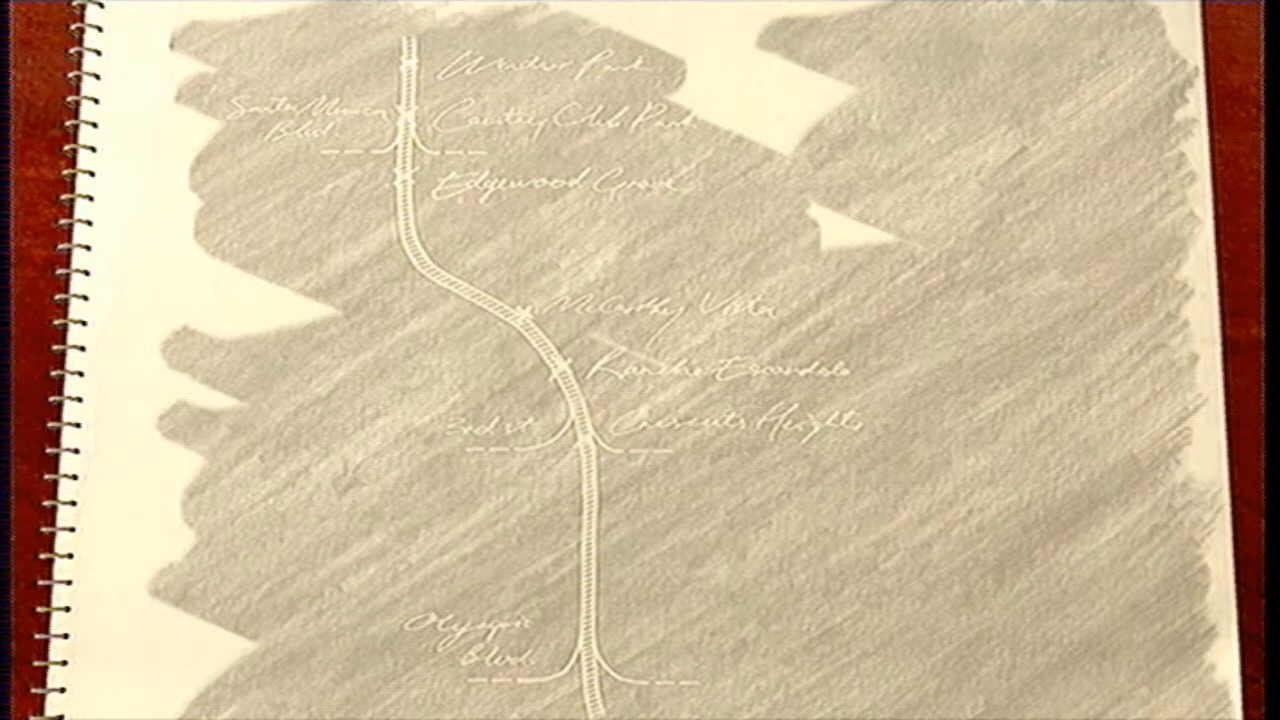 Windsor Park
Santa Monica
Blvd.
Country Club Park
Edgewood Grove
McCarthy Vista
Rancho Escondido
3rd St
Crescents Heights
Olympic
Blvd.